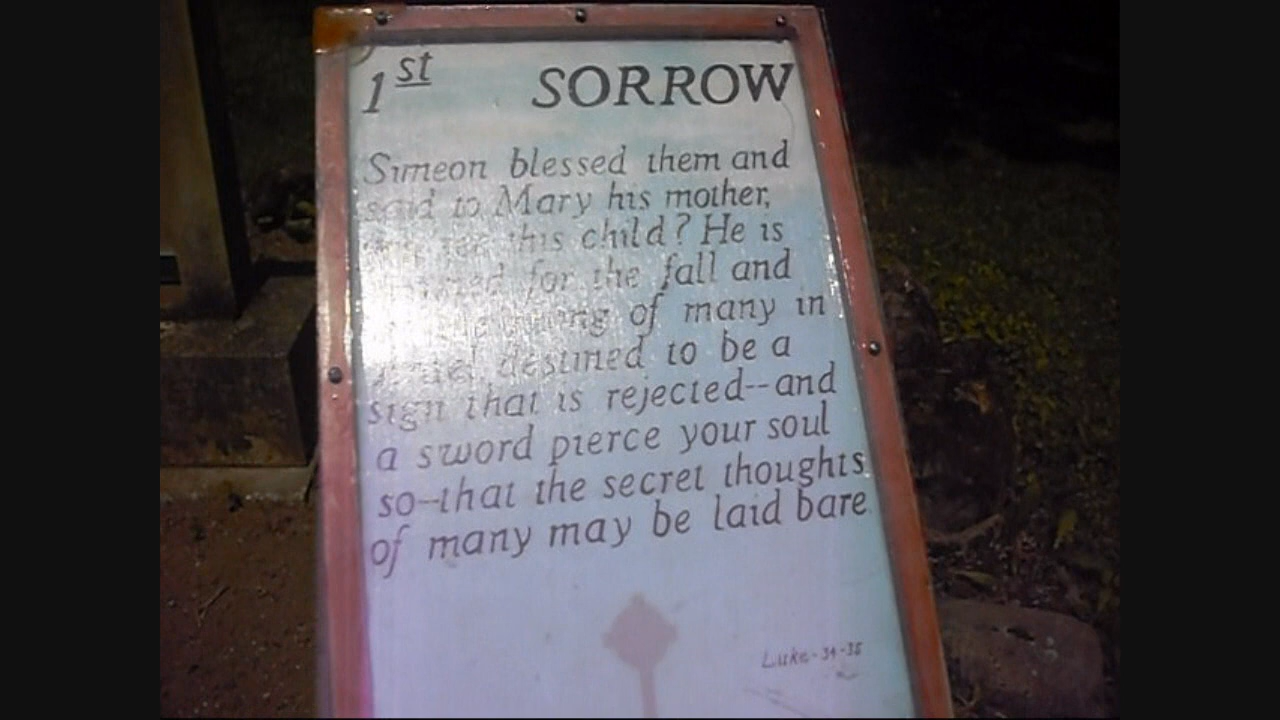 1st SORROW
Simeon blessed them and
said to Mary his mother,
you see this child? He is
for the fall and
of many in
destined to be a
sign that is rejected--and
a sword pierce your soul
so--that the secret thoughts
of many may be laid bare.
Luke-34-35